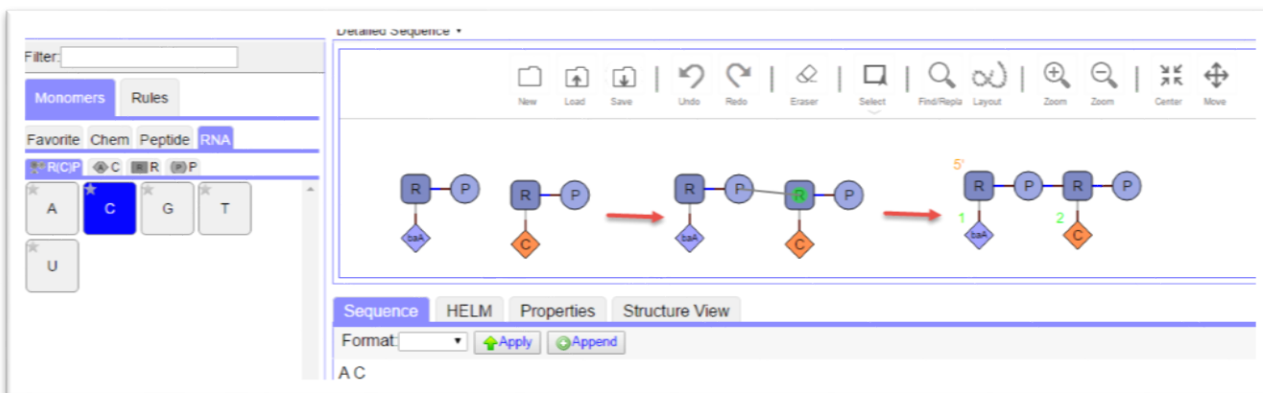 Detailed Sequence
Filter:
Monomers Rules
Favorite Chem Peptide RNA
R(C)P C R P
A C G T
U
New Load Save Undo Redo Eraser Select Find/Repla Layout Zoom Zoom Center Move
R P R P R P R P 5' R P R P
baA C baA C 1 baA 2 C
Sequence HELM Properties Structure View
Format: Apply Append
A C